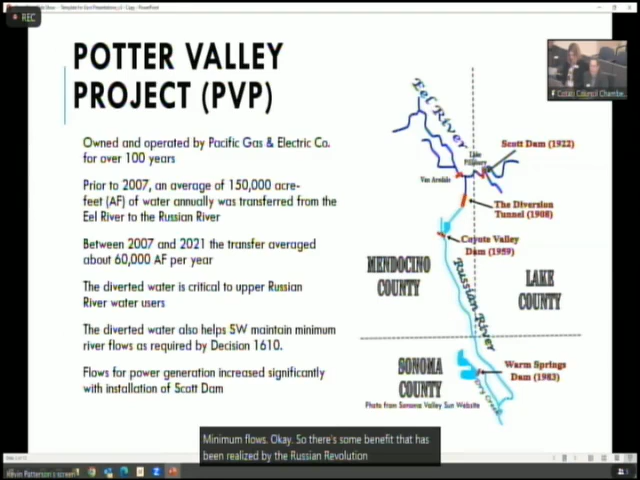 REC
POTTER VALLEY
PROJECT (PVP)
Cotati Council Chambe...
Owned and operated by Pacific Gas & Electric Co.
for over 100 years
Prior to 2007, an average of 150,000 acre-
feet (AF) of water annually was transferred from the
Eel River to the Russian River
Between 2007 and 2021 the transfer averaged
about 60,000 AF per year
The diverted water is critical to upper Russian
River water users
The diverted water also helps SW maintain minimum
river flows as required by Decision 1610.
Flows for power generation increased significantly
with installation of Scott Dam
Eel River
Scott Dam (1922)
Lake
Pillsbury
Van Arsdale
The Diversion
Tunnel (1908)
Coyote Valley
Dam (1959)
MENDOCINO
COUNTY
Russian River
LAKE
COUNTY
SONOMA
COUNTY
Warm Springs
Dam (1983)
Dry Creek
Photo from Sonoma Valley Sun Website
Minimum flows. Okay. So there's some benefit that has
been realized by the Russian Revolution
Kevin Patterson's screen